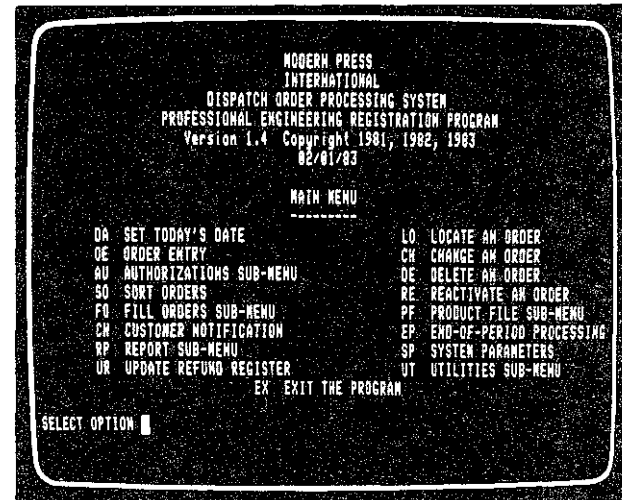 MODERN PRESS
INTERNATIONAL
DISPATCH ORDER PROCESSING SYSTEM
PROFESSIONAL ENGINEERING REGISTRATION PROGRAM
Version 1.4 Copyright 1981, 1982, 1983
02/01/83
MAIN MENU
---------
DA SET TODAY'S DATE
OE ORDER ENTRY
AU AUTHORIZATIONS SUB-MENU
SO SORT ORDERS
FO FILL ORDERS SUB-MENU
CN CUSTOMER NOTIFICATION
RP REPORT SUB-MENU
UR UPDATE REFUND REGISTER
LO LOCATE AN ORDER
CH CHANGE AN ORDER
DE DELETE AN ORDER
RE REACTIVATE AN ORDER
PF PRODUCT FILE SUB-MENU
EP END-OF-PERIOD PROCESSING
SP SYSTEM PARAMETERS
UT UTILITIES SUB-MENU
EX EXIT THE PROGRAM
SELECT OPTION